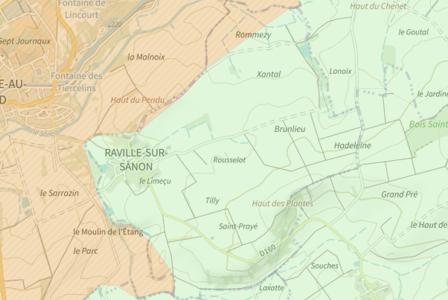 Fontaine de
Lincourt
Haut du Chenet
Rommezy
le Goutal
Sept Journaux
la Malnoix
Xantal
Lanoix
Fontaine des
Tiercelins
le Jardin
Haut du Pendu
E-AU-
D
Brunlieu
Bois Saint
Hadeleine
RAVILLE-SUR-
SÂNON
Rousselot
le Limeçu
le Sarrazin
Tilly
Haut des Plantes
Grand Pré
Saint-Prayé
le Haut de
le Moulin de l'Étang
D160
le Parc
Souches
Laxatte